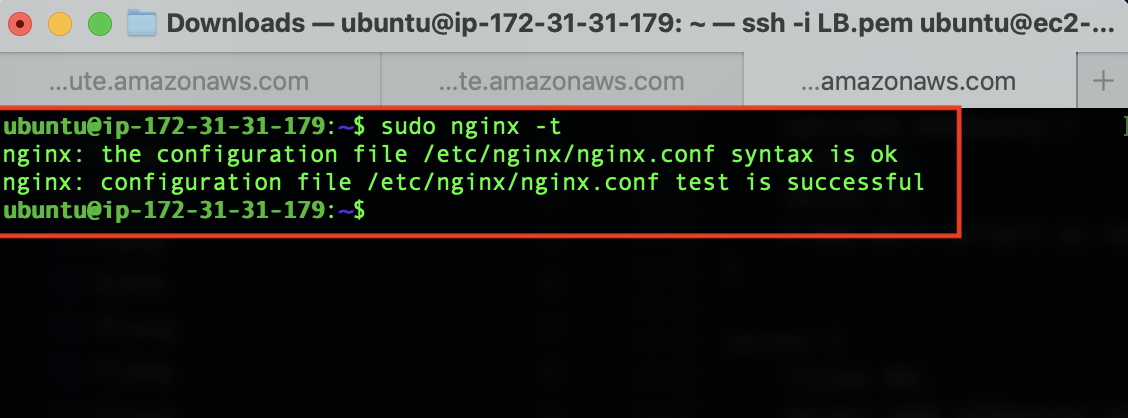 Downloads — ubuntu@ip-172-31-31-179: ~ — ssh -i LB.pem ubuntu@ec2-...
...ute.amazonaws.com ...te.amazonaws.com ...amazonaws.com +
ubuntu@ip-172-31-31-179:~$ sudo nginx -t
nginx: the configuration file /etc/nginx/nginx.conf syntax is ok
nginx: configuration file /etc/nginx/nginx.conf test is successful
ubuntu@ip-172-31-31-179:~$